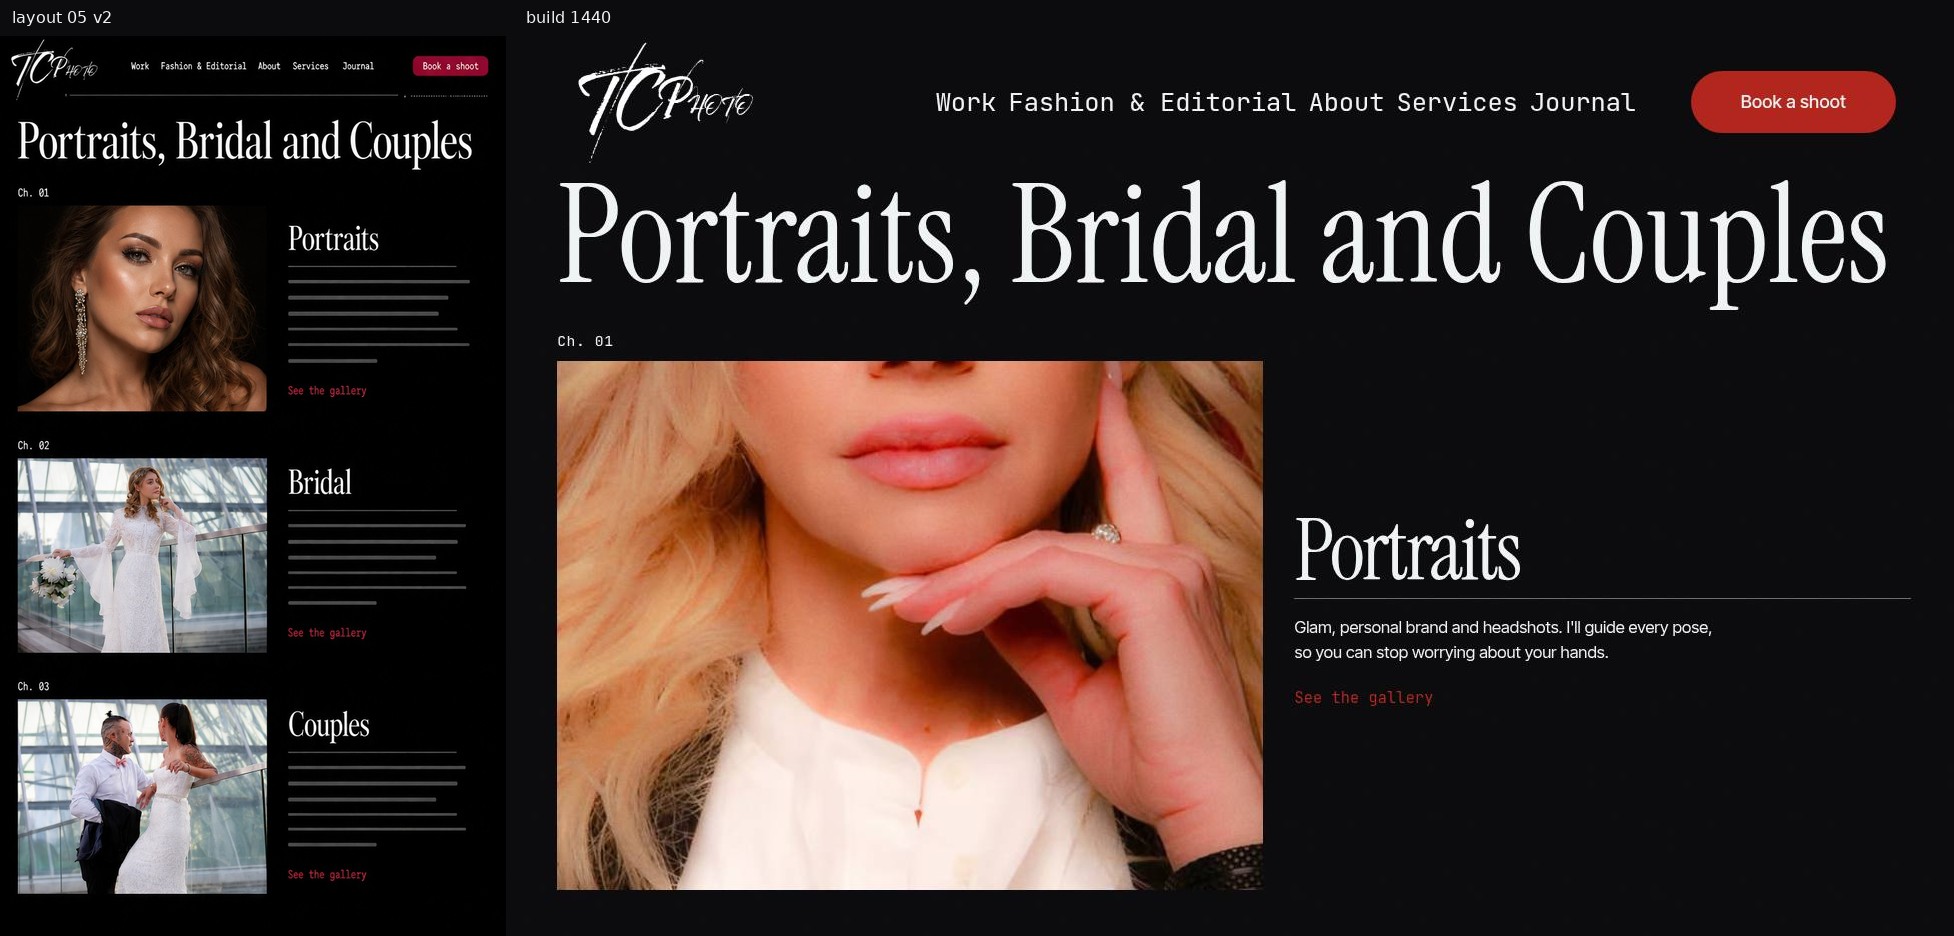 layout 05 v2
TCPHOTO
Work Fashion & Editorial About Services Journal
Book a shoot
Portraits, Bridal and Couples
Ch. 01
Portraits
See the gallery
Ch. 02
Bridal
See the gallery
Ch. 03
Couples
See the gallery
build 1440
TCPHOTO
Work Fashion & Editorial About Services Journal
Book a shoot
Portraits, Bridal and Couples
Ch. 01
Portraits
Glam, personal brand and headshots. I'll guide every pose,
so you can stop worrying about your hands.
See the gallery